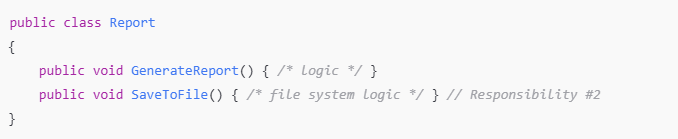 public class Report
{
    public void GenerateReport() { /* logic */ }
    public void SaveToFile() { /* file system logic */ } // Responsibility #2
}